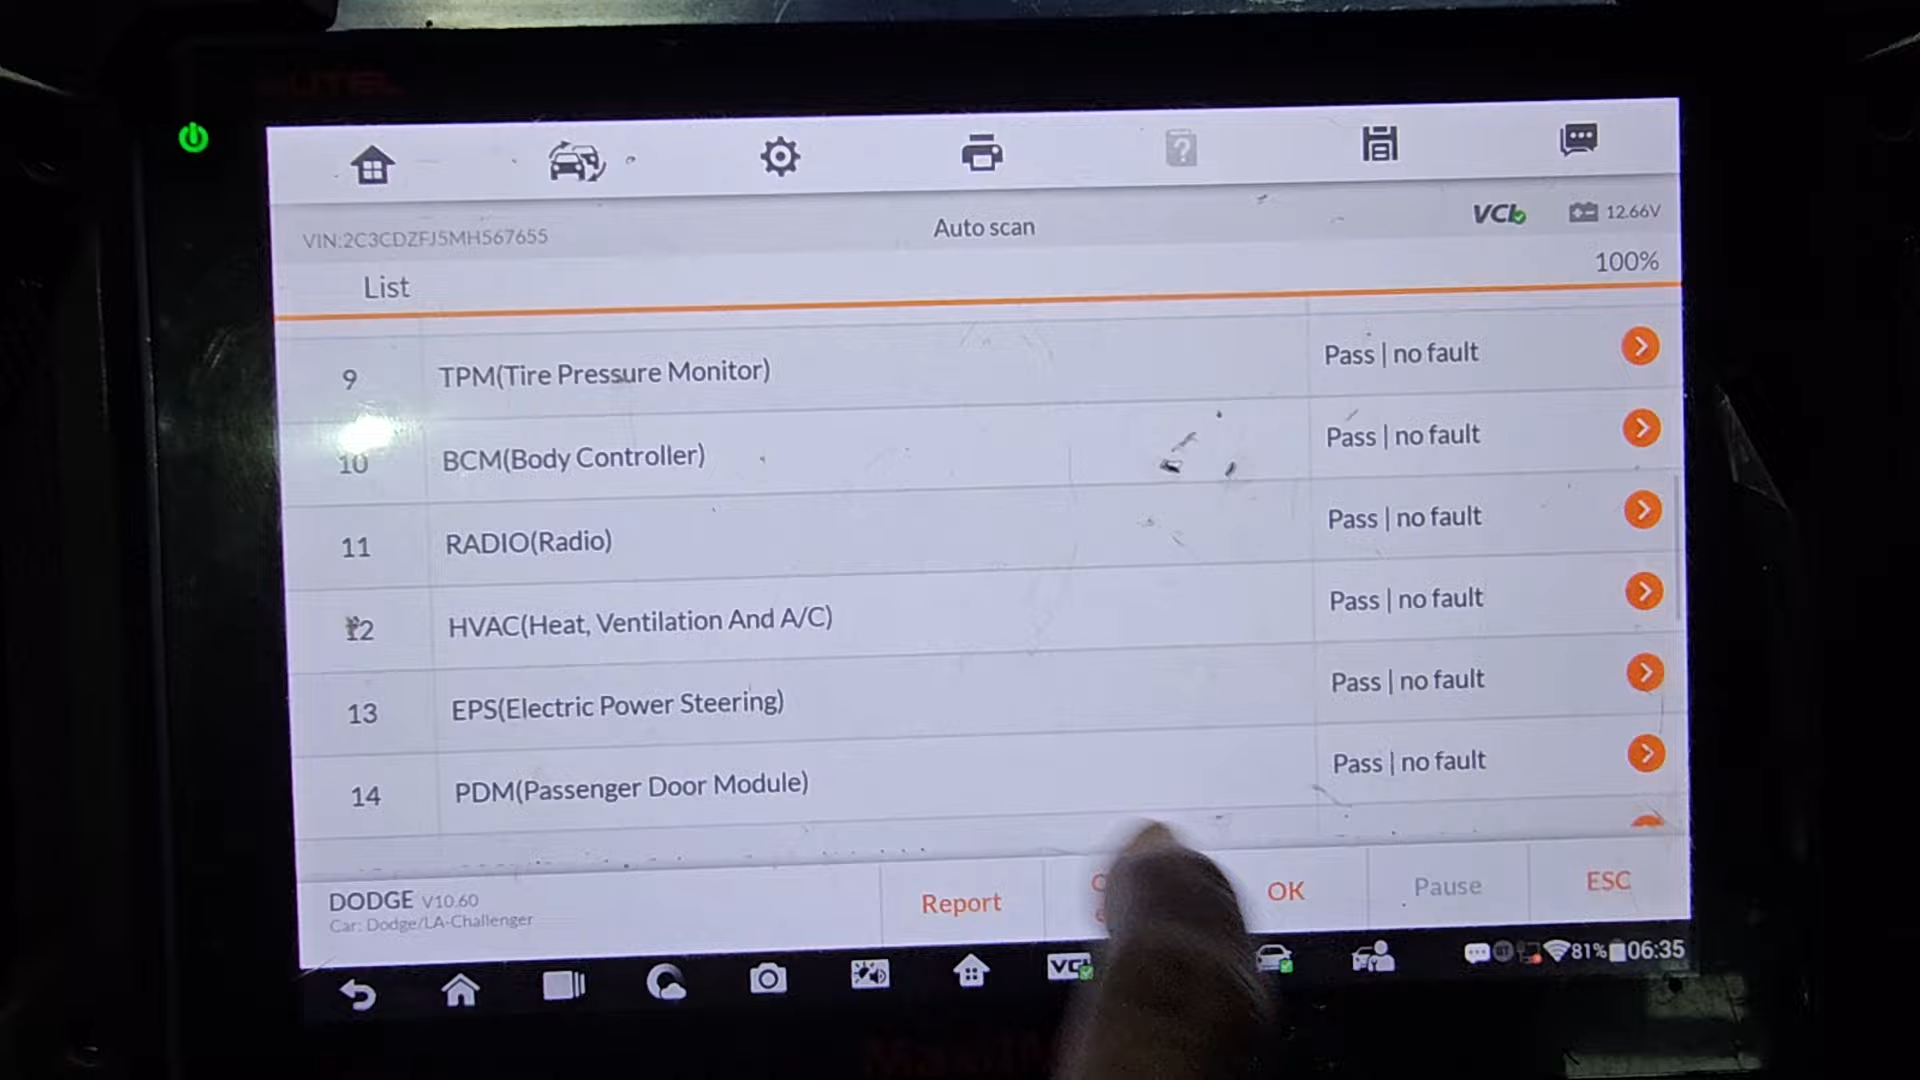 VIN:2C3CDZFJ5MH567655
Auto scan
VCI
12.66V
List
100%
9 TPM(Tire Pressure Monitor) Pass | no fault
10 BCM(Body Controller) Pass | no fault
11 RADIO(Radio) Pass | no fault
12 HVAC(Heat, Ventilation And A/C) Pass | no fault
13 EPS(Electric Power Steering) Pass | no fault
14 PDM(Passenger Door Module) Pass | no fault
DODGE V10.60
Car: Dodge/LA-Challenger
Report
OK
Pause
ESC
VCI
81%
06:35